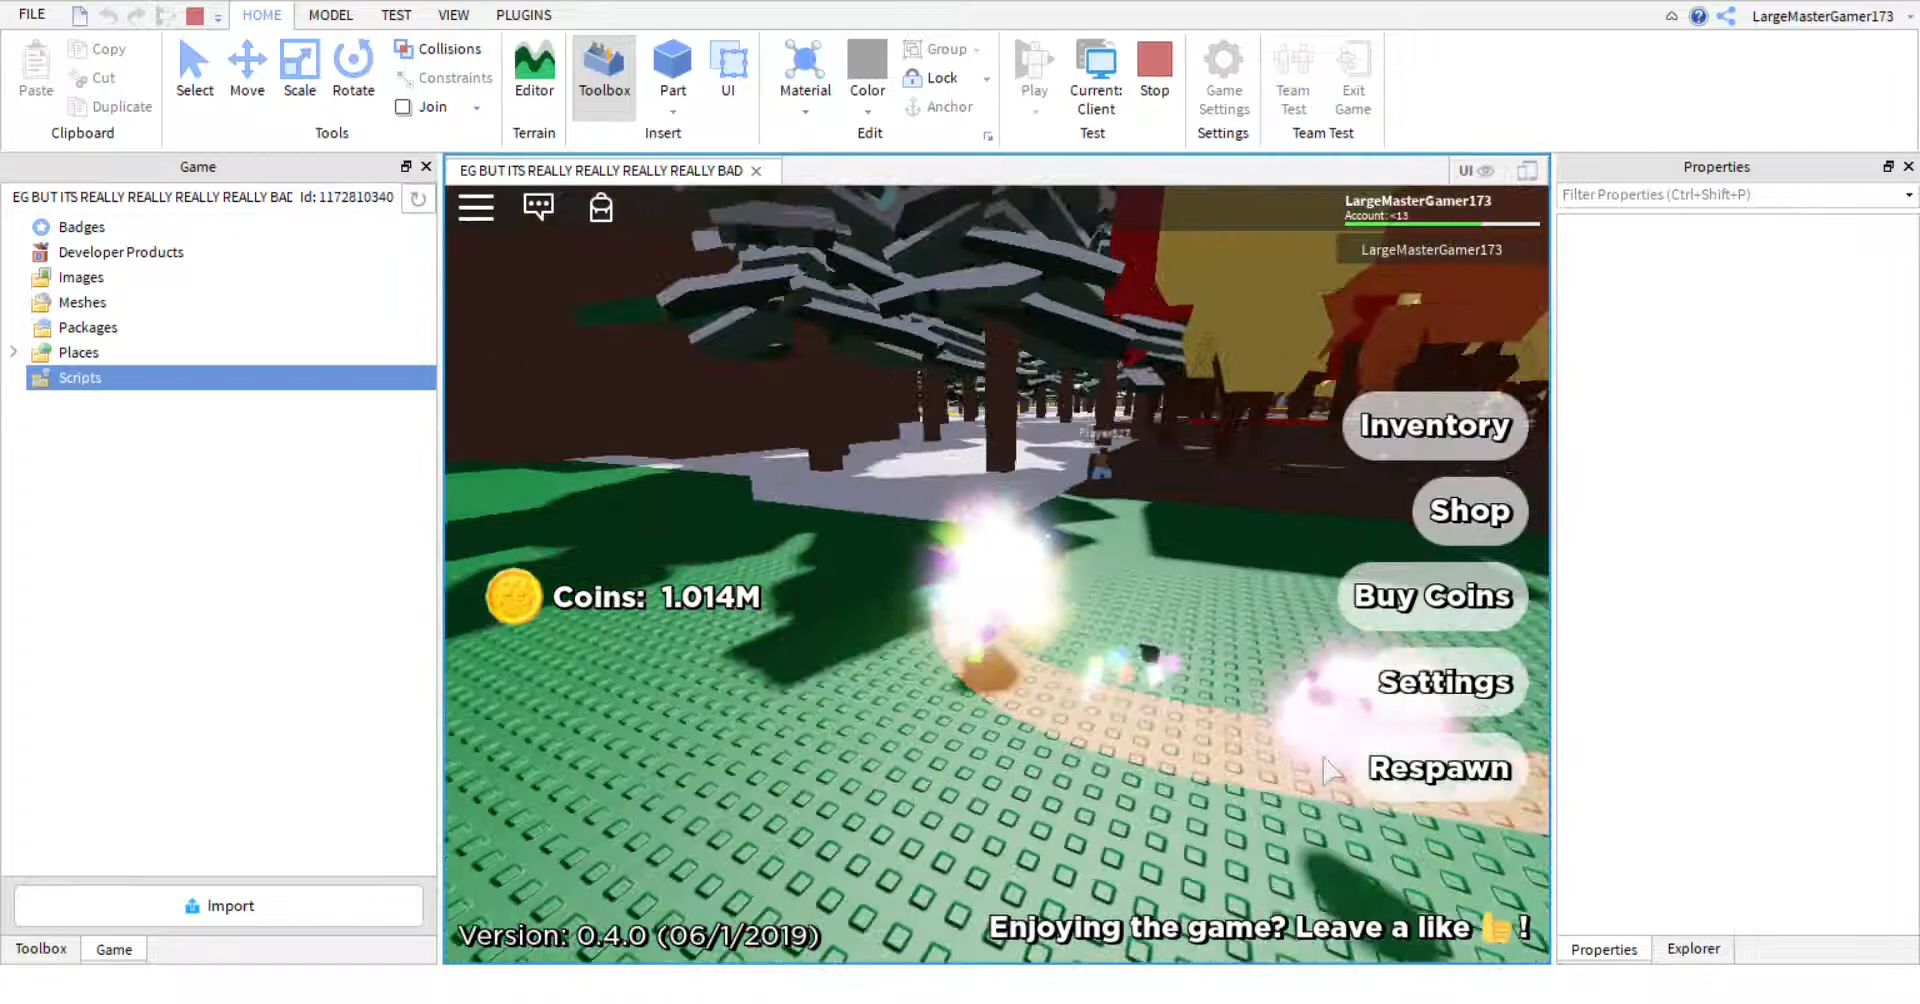 FILE
HOME
MODEL
TEST
VIEW
PLUGINS
LargeMasterGamer173
Paste
Copy
Cut
Duplicate
Clipboard
Select
Move
Scale
Rotate
Collisions
Constraints
Join
Tools
Editor
Terrain
Toolbox
Part
UI
Insert
Material
Color
Group
Lock
Anchor
Edit
Play
Current:
Client
Stop
Test
Game
Settings
Settings
Team
Test
Exit
Game
Team Test
Game
EG BUT ITS REALLY REALLY REALLY REALLY BAD Id: 1172810340
Badges
Developer Products
Images
Meshes
Packages
Places
Scripts
Import
Toolbox
Game
EG BUT ITS REALLY REALLY REALLY REALLY BAD
UI
LargeMasterGamer173
Account: <13
LargeMasterGamer173
Inventory
Shop
Coins: 1.014M
Buy Coins
Settings
Respawn
Version: 0.4.0 (06/1/2019)
Enjoying the game? Leave a like 👍!
Properties
Filter Properties (Ctrl+Shift+P)
Properties
Explorer